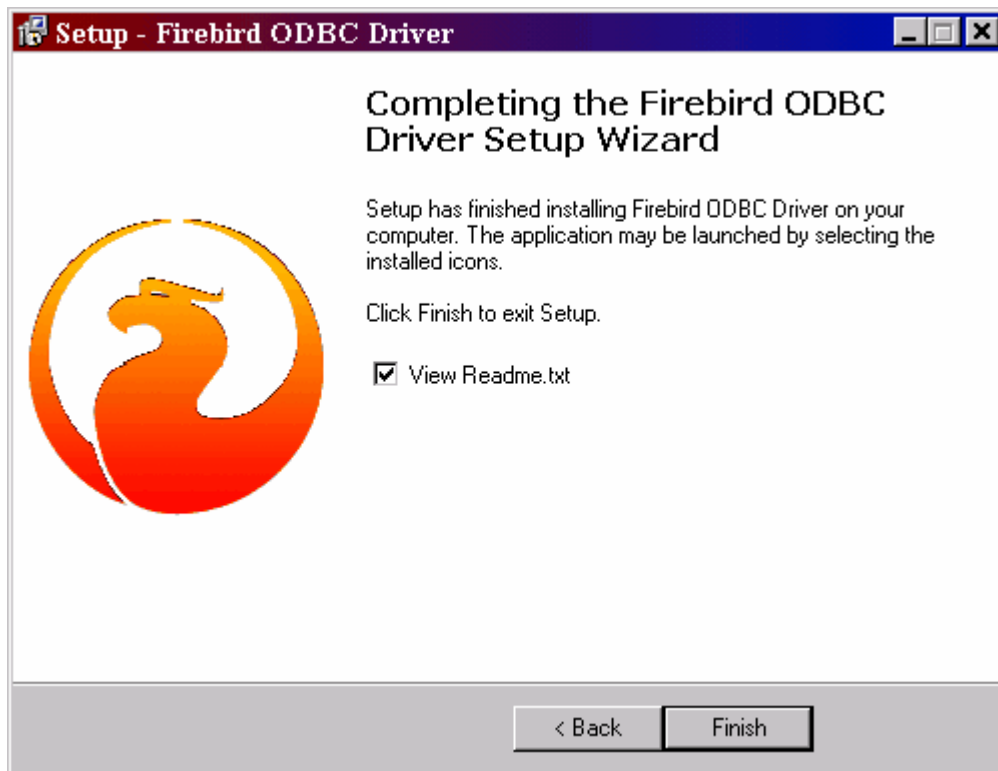 Setup - Firebird ODBC Driver
Completing the Firebird ODBC
Driver Setup Wizard
Setup has finished installing Firebird ODBC Driver on your
computer. The application may be launched by selecting the
installed icons.
Click Finish to exit Setup.
View Readme.txt
< Back
Finish